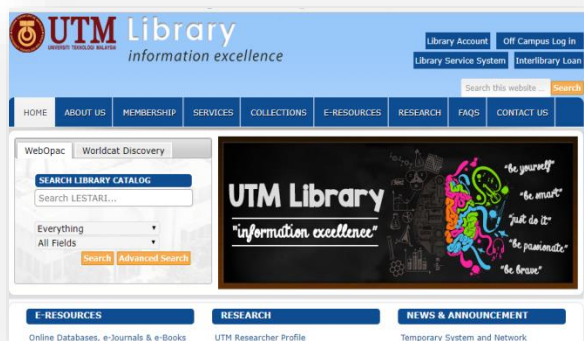 UTM Library
UNIVERSITI TEKNOLOGI MALAYSIA
information excellence
Library Account Off Campus Log in
Library Service System Interlibrary Loan
Search this website ... Search
HOME ABOUT US MEMBERSHIP SERVICES COLLECTIONS E-RESOURCES RESEARCH FAQS CONTACT US
WebOpac Worldcat Discovery
SEARCH LIBRARY CATALOG
Search LESTARI...
Everything
All Fields
Search Advanced Search
UTM Library
"information excellence"
"be yourself"
"be smart"
"just do it"
"be passionate"
"be brave"
E-RESOURCES RESEARCH NEWS & ANNOUNCEMENT
Online Databases, e-Journals & e-Books UTM Researcher Profile Temporary System and Network